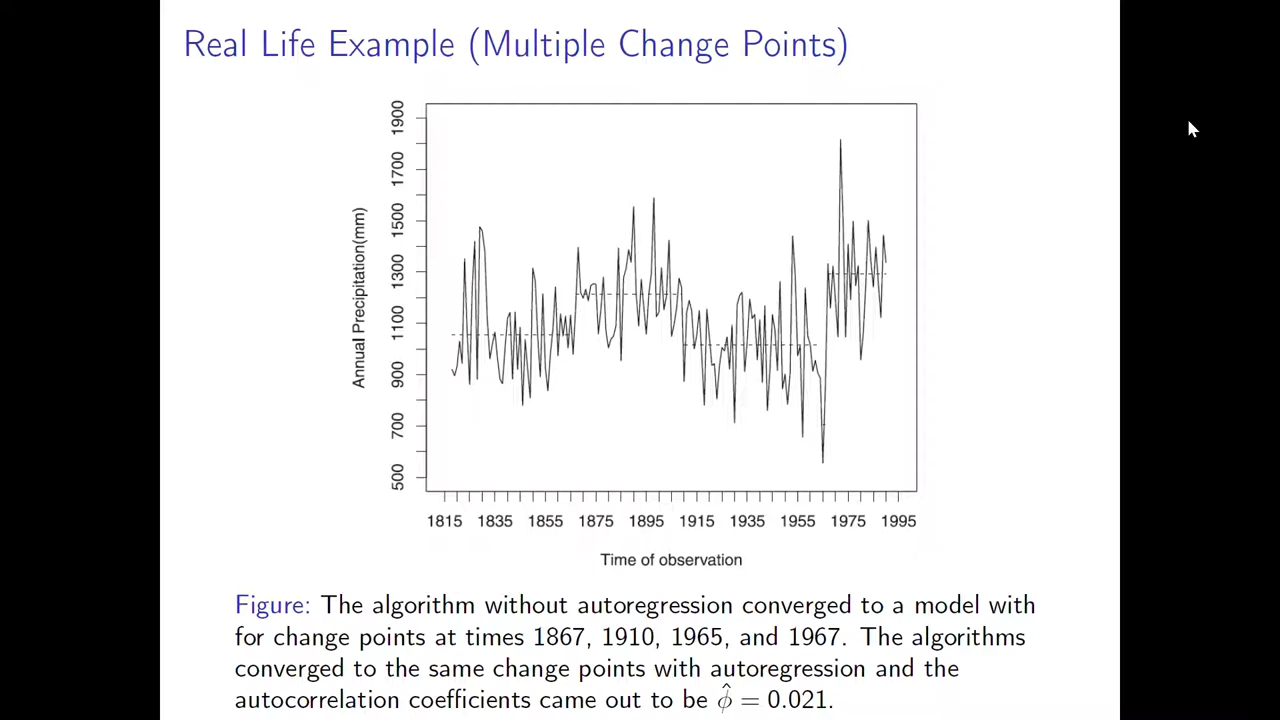 Real Life Example (Multiple Change Points)
1900
1700
1500
1300
1100
900
700
500
Annual Precipitation(mm)
1815 1835 1855 1875 1895 1915 1935 1955 1975 1995
Time of observation
Figure: The algorithm without autoregression converged to a model with
for change points at times 1867, 1910, 1965, and 1967. The algorithms
converged to the same change points with autoregression and the
autocorrelation coefficients came out to be ϕ̂ = 0.021.